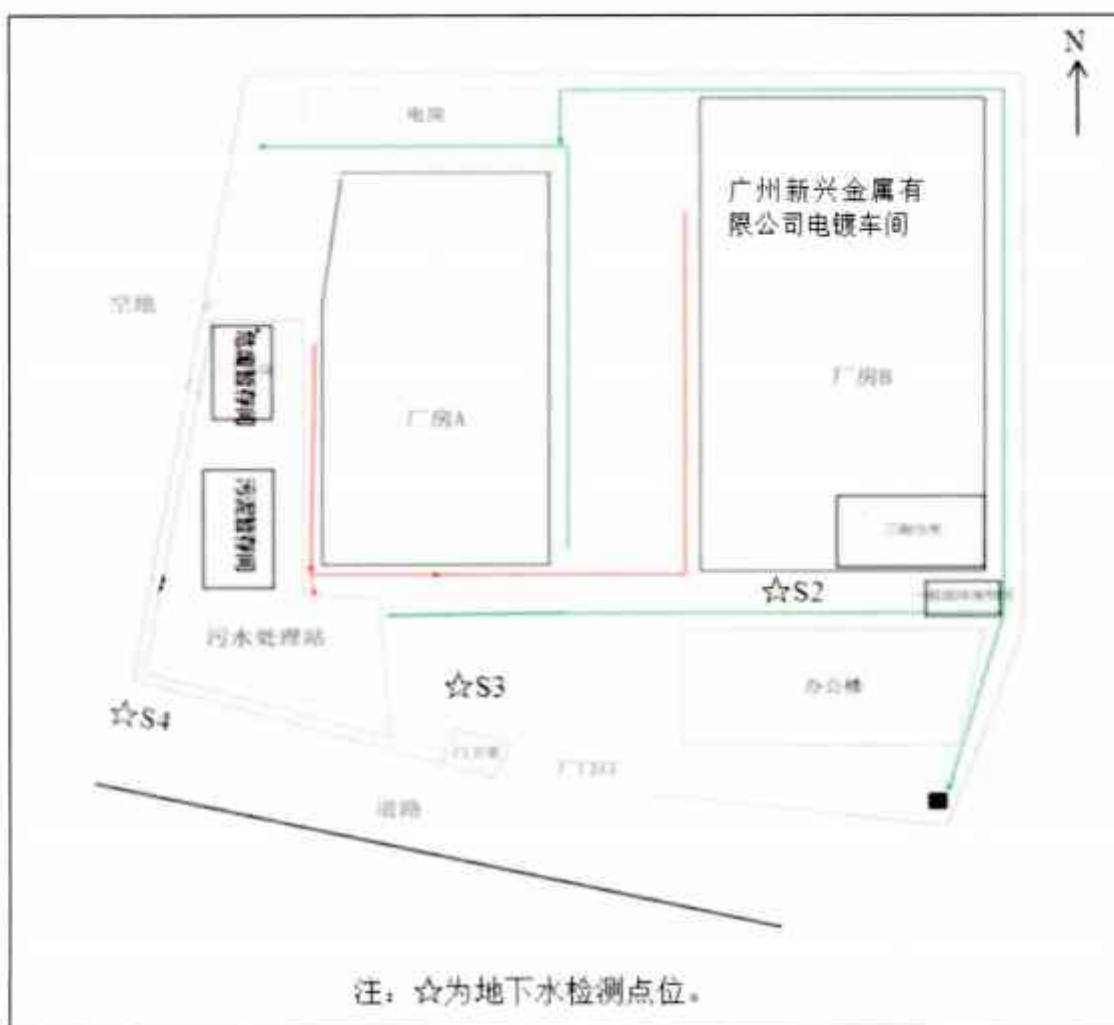 N
广州新兴金属有
限公司电镀车间
空地
危废暂存间
厂房B
厂房A
污泥暂存间
☆S2
污水处理站
☆S3
办公楼
☆S4
道路
注：☆为地下水检测点位。